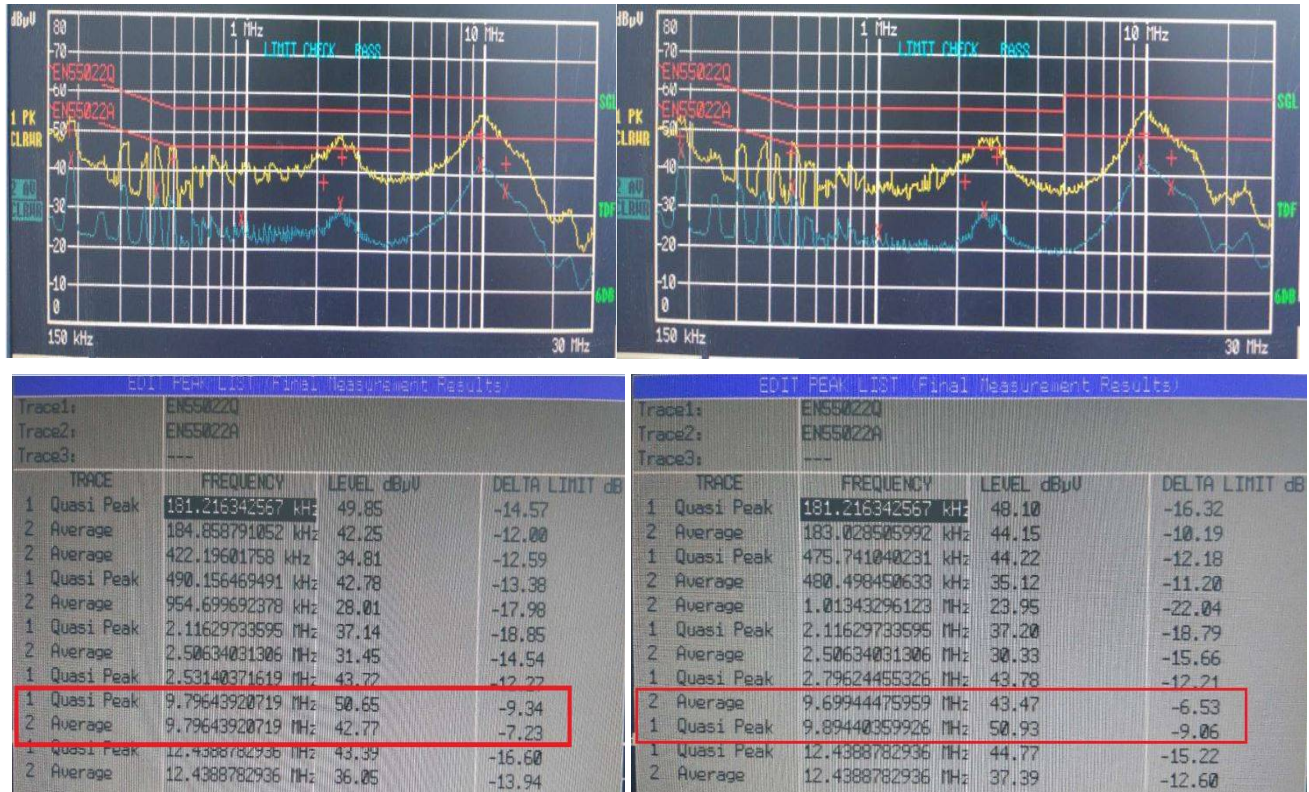 dBµV
80
1 MHz
10 MHz
-70
LIMIT CHECK PASS
EN55022Q
-60
EN55022A
SGL
1 PK
CLRWR
-50
-40
2 AV
CLRWR
-30
TDF
-20
-10
6DB
0
150 kHz
30 MHz
dBµV
80
1 MHz
10 MHz
-70
LIMIT CHECK PASS
EN55022Q
-60
EN55022A
SGL
1 PK
CLRWR
-50
-40
2 AV
CLRWR
-30
TDF
-20
-10
6DB
0
150 kHz
30 MHz
EDIT PEAK LIST (Final Measurement Results)
Trace1: EN55022Q
Trace2: EN55022A
Trace3: ---
TRACE FREQUENCY LEVEL dBµV DELTA LIMIT dB
1 Quasi Peak 181.216342567 kHz 49.85 -14.57
2 Average 184.858791052 kHz 42.25 -12.00
2 Average 422.19601758 kHz 34.81 -12.59
1 Quasi Peak 490.156469491 kHz 42.78 -13.38
2 Average 954.699692378 kHz 28.01 -17.98
1 Quasi Peak 2.11629733595 MHz 37.14 -18.85
2 Average 2.50634031306 MHz 31.45 -14.54
1 Quasi Peak 2.53140371619 MHz 43.72 -12.27
1 Quasi Peak 9.79643920719 MHz 50.65 -9.34
2 Average 9.79643920719 MHz 42.77 -7.23
1 Quasi Peak 12.4388782936 MHz 43.39 -16.60
2 Average 12.4388782936 MHz 36.05 -13.94
EDIT PEAK LIST (Final Measurement Results)
Trace1: EN55022Q
Trace2: EN55022A
Trace3: ---
TRACE FREQUENCY LEVEL dBµV DELTA LIMIT dB
1 Quasi Peak 181.216342567 kHz 48.10 -16.32
2 Average 183.028505992 kHz 44.15 -10.19
1 Quasi Peak 475.741040231 kHz 44.22 -12.18
2 Average 480.498450633 kHz 35.12 -11.20
2 Average 1.01343296123 MHz 23.95 -22.04
1 Quasi Peak 2.11629733595 MHz 37.20 -18.79
2 Average 2.50634031306 MHz 30.33 -15.66
1 Quasi Peak 2.79624455326 MHz 43.78 -12.21
2 Average 9.69944475959 MHz 43.47 -6.53
1 Quasi Peak 9.89440359926 MHz 50.93 -9.06
1 Quasi Peak 12.4388782936 MHz 44.77 -15.22
2 Average 12.4388782936 MHz 37.39 -12.60